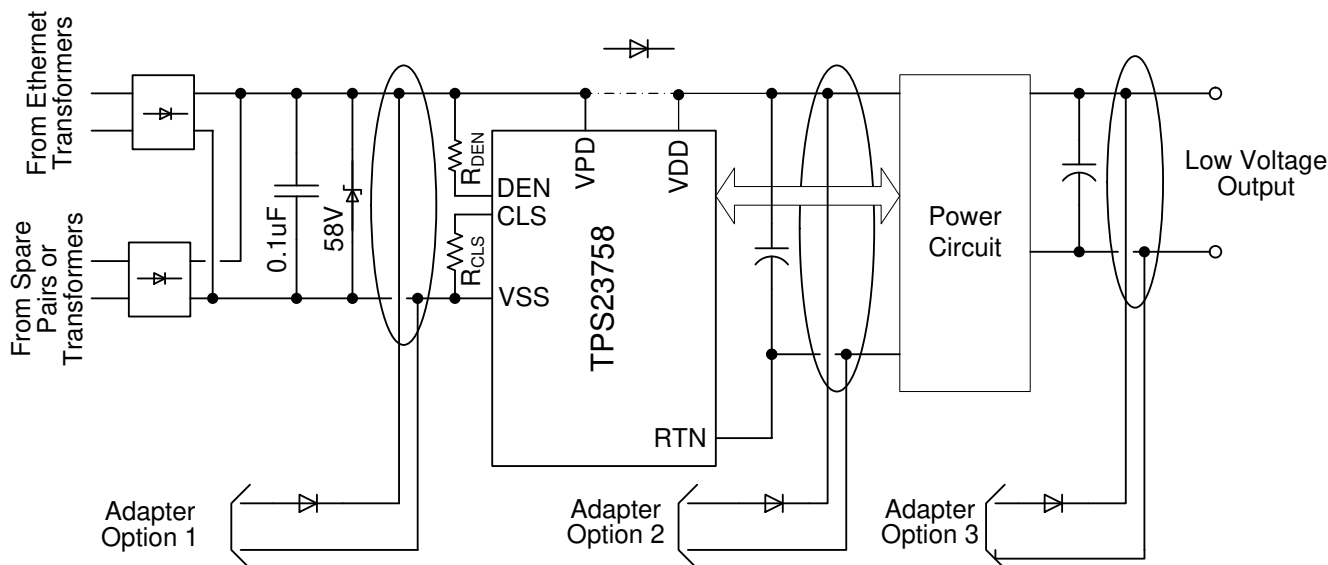 From Ethernet
Transformers
From Spare
Pairs or
Transformers
0.1uF
58V
RDEN
RCLS
DEN
CLS
VSS
VPD
VDD
TPS23758
RTN
Power
Circuit
Low Voltage
Output
Adapter
Option 1
Adapter
Option 2
Adapter
Option 3